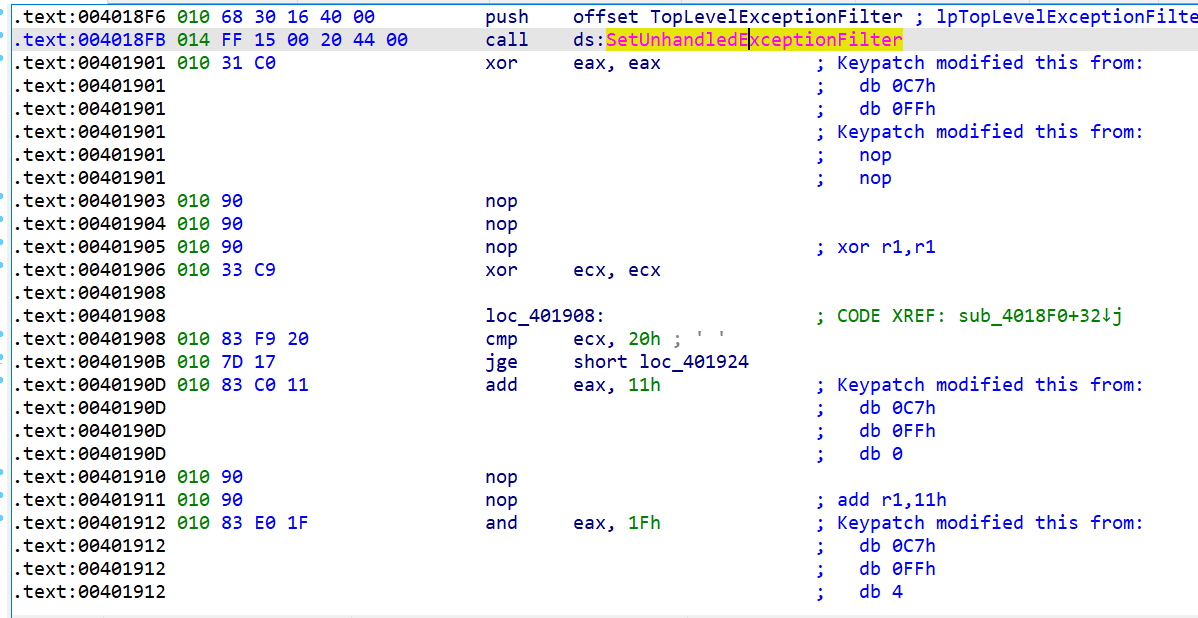 .text:004018F6 010 68 30 16 40 00 push offset TopLevelExceptionFilter ; lpTopLevelExceptionFilte
.text:004018FB 014 FF 15 00 20 44 00 call ds:SetUnhandledExceptionFilter
.text:00401901 010 31 C0 xor eax, eax ; Keypatch modified this from:
.text:00401901 ; db 0C7h
.text:00401901 ; db 0FFh
.text:00401901 ; Keypatch modified this from:
.text:00401901 ; nop
.text:00401901 ; nop
.text:00401903 010 90 nop
.text:00401904 010 90 nop
.text:00401905 010 90 nop ; xor r1,r1
.text:00401906 010 33 C9 xor ecx, ecx
.text:00401908
.text:00401908 loc_401908: ; CODE XREF: sub_4018F0+32↓j
.text:00401908 010 83 F9 20 cmp ecx, 20h ; ' '
.text:0040190B 010 7D 17 jge short loc_401924
.text:0040190D 010 83 C0 11 add eax, 11h ; Keypatch modified this from:
.text:0040190D ; db 0C7h
.text:0040190D ; db 0FFh
.text:0040190D ; db 0
.text:00401910 010 90 nop
.text:00401911 010 90 nop ; add r1,11h
.text:00401912 010 83 E0 1F and eax, 1Fh ; Keypatch modified this from:
.text:00401912 ; db 0C7h
.text:00401912 ; db 0FFh
.text:00401912 ; db 4